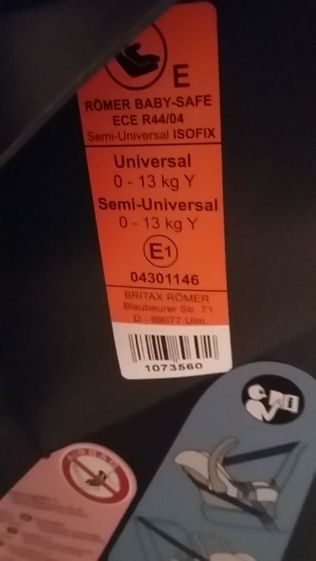 E
RÖMER BABY-SAFE
ECE R44/04
Semi-Universal ISOFIX
Universal
0 - 13 kg Y
Semi-Universal
0 - 13 kg Y
E1
04301146
BRITAX RÖMER
Blaubeurer Str. 71
D - 89077 Ulm
1073560